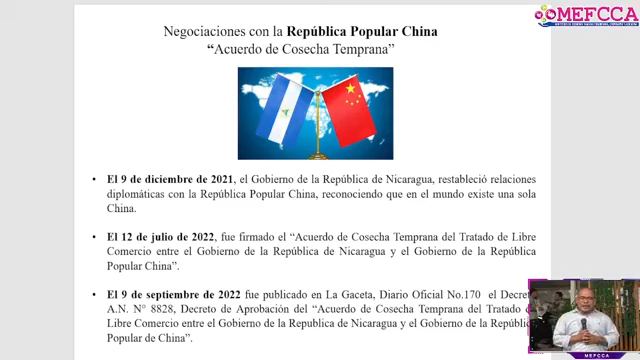 MEFCCA
Negociaciones con la República Popular China
“Acuerdo de Cosecha Temprana”
• El 9 de diciembre de 2021, el Gobierno de la República de Nicaragua, restableció relaciones
diplomáticas con la República Popular China, reconociendo que en el mundo existe una sola
China.
• El 12 de julio de 2022, fue firmado el “Acuerdo de Cosecha Temprana del Tratado de Libre
Comercio entre el Gobierno de la República de Nicaragua y el Gobierno de la República
Popular China”.
• El 9 de septiembre de 2022 fue publicado en La Gaceta, Diario Oficial No.170 el Decret
A.N. N° 8828, Decreto de Aprobación del “Acuerdo de Cosecha Temprana del Tratado d
Libre Comercio entre el Gobierno de la Republica de Nicaragua y el Gobierno de la Repúblic
Popular de China”.
MEFCCA